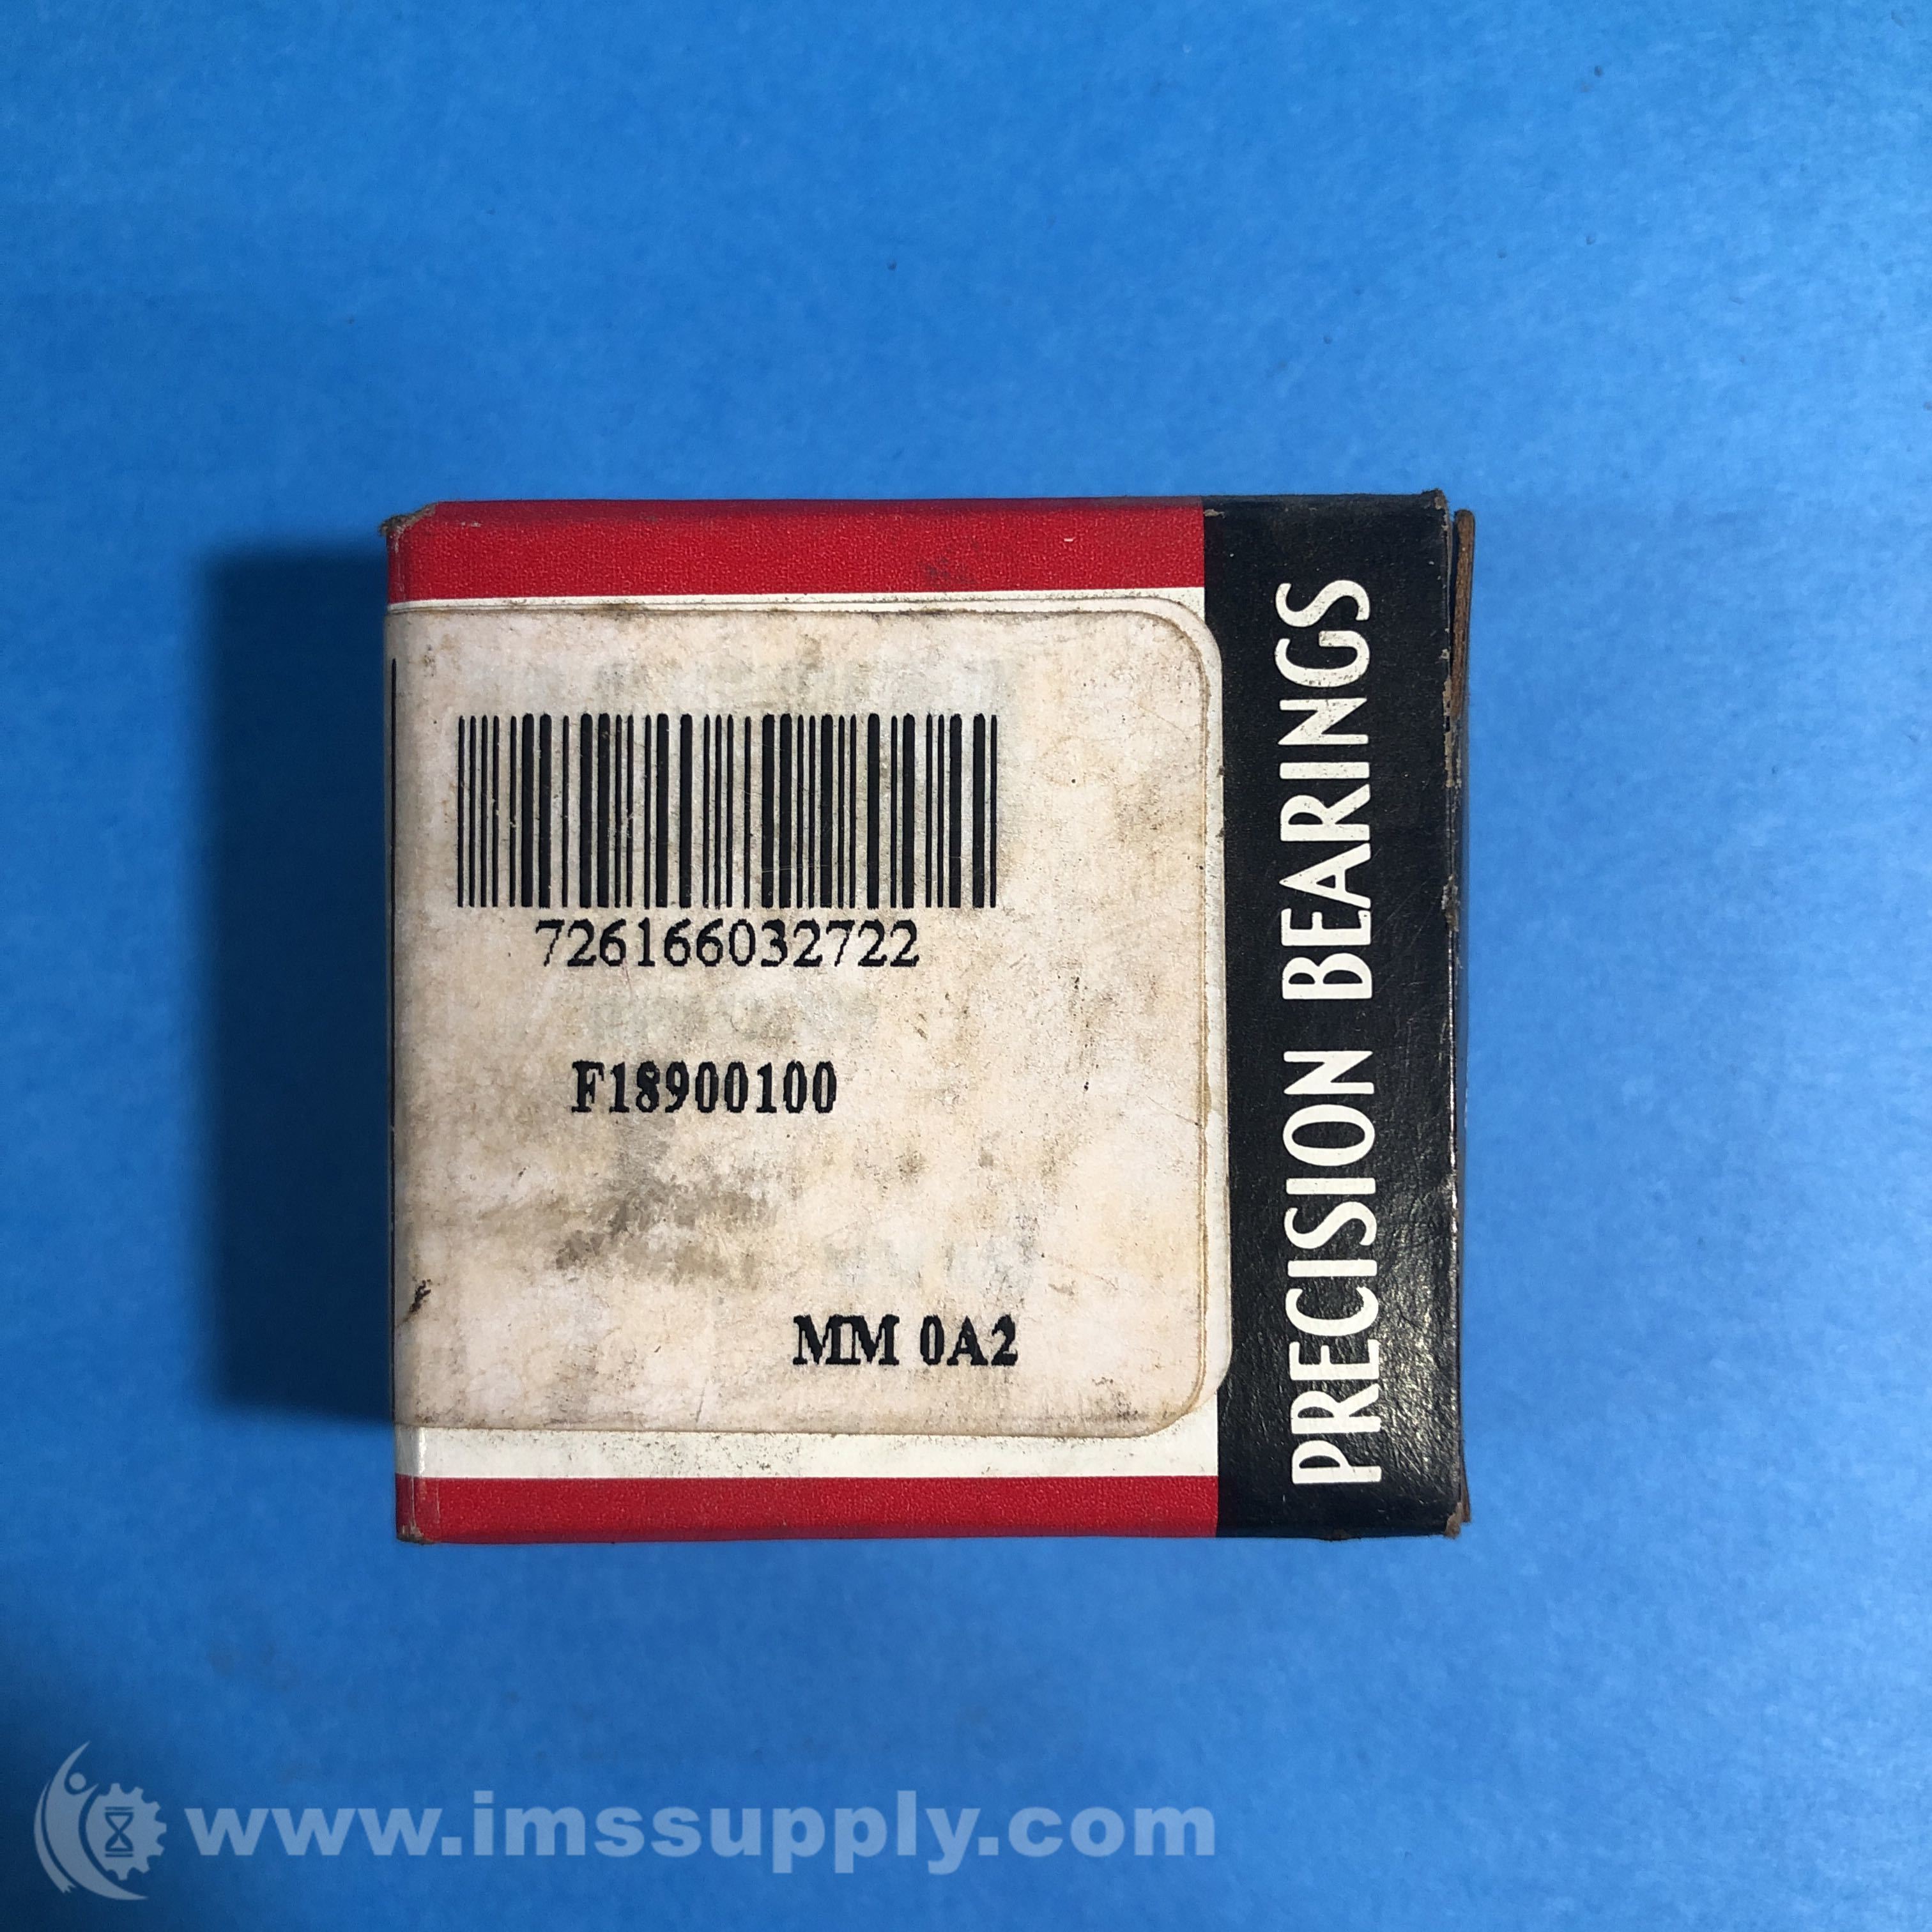 726166032722
F18900100
MM 0A2
PRECISION BEARINGS
www.imssupply.com